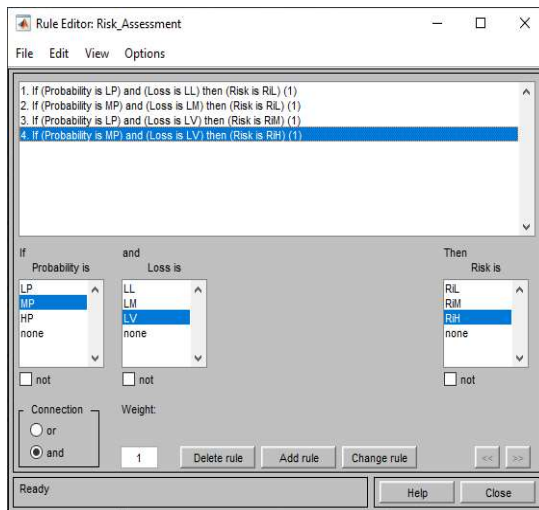 Rule Editor: Risk_Assessment
File Edit View Options
1. If (Probability is LP) and (Loss is LL) then (Risk is RiL) (1)
2. If (Probability is MP) and (Loss is LM) then (Risk is RiL) (1)
3. If (Probability is LP) and (Loss is LV) then (Risk is RiM) (1)
4. If (Probability is MP) and (Loss is LV) then (Risk is RiH) (1)
If and Then
Probability is Loss is Risk is
LP LL RiL
MP LM RiM
HP LV RiH
none none none
not not not
Connection Weight:
or
and 1 Delete rule Add rule Change rule << >>
Ready Help Close